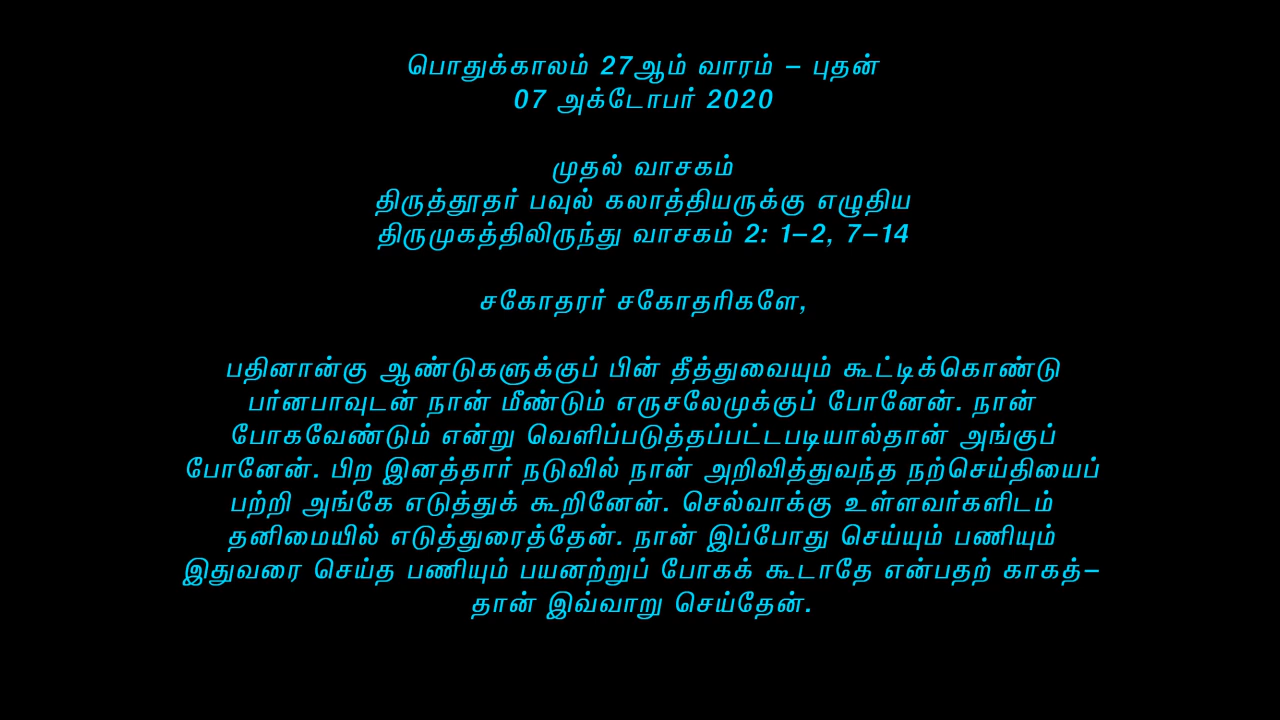 பொதுக்காலம் 27ஆம் வாரம் – புதன்
07 அக்டோபர் 2020
முதல் வாசகம்
திருத்தூதர் பவுல் கலாத்தியருக்கு எழுதிய
திருமுகத்திலிருந்து வாசகம் 2: 1–2, 7–14
சகோதரர் சகோதரிகளே,
பதினான்கு ஆண்டுகளுக்குப் பின் தீத்துவையும் கூட்டிக்கொண்டு
பர்னபாவுடன் நான் மீண்டும் எருசலேமுக்குப் போனேன். நான்
போகவேண்டும் என்று வெளிப்படுத்தப்பட்டபடியால்தான் அங்குப்
போனேன். பிற இனத்தார் நடுவில் நான் அறிவித்துவந்த நற்செய்தியைப்
பற்றி அங்கே எடுத்துக் கூறினேன். செல்வாக்கு உள்ளவர்களிடம்
தனிமையில் எடுத்துரைத்தேன். நான் இப்போது செய்யும் பணியும்
இதுவரை செய்த பணியும் பயனற்றுப் போகக் கூடாதே என்பதற் காகத்–
தான் இவ்வாறு செய்தேன்.